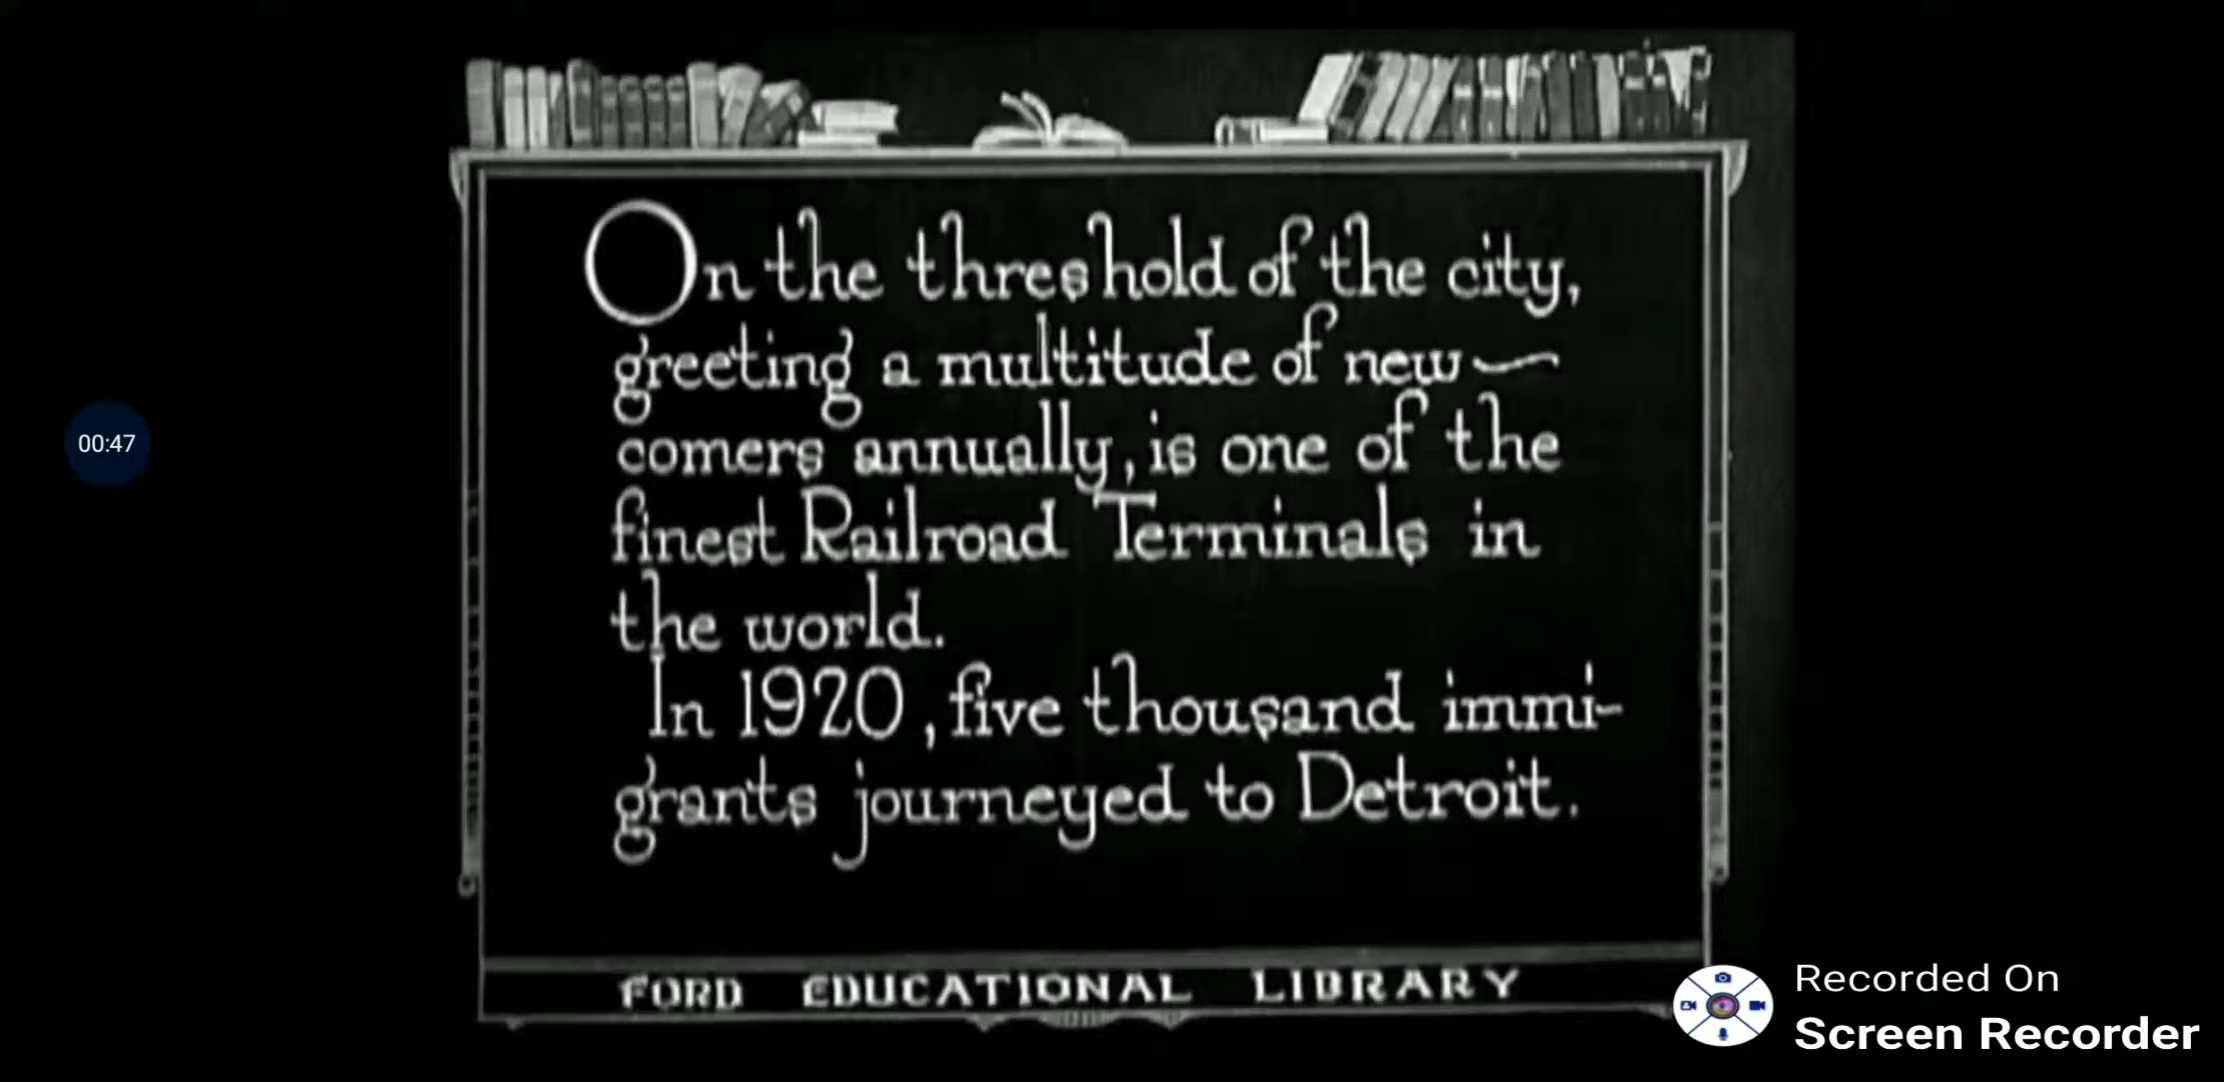 On the threshold of the city,
greeting a multitude of new-
comers annually, is one of the
finest Railroad Terminals in
the world.
In 1920, five thousand immi-
grants journeyed to Detroit.
FORD EDUCATIONAL LIBRARY
00:47
Recorded On
Screen Recorder